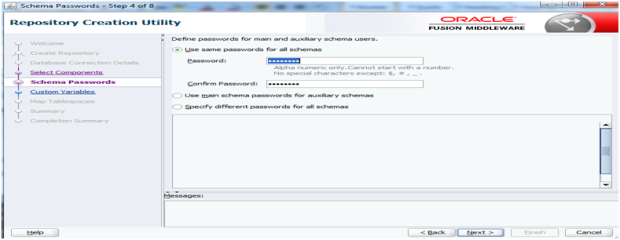 Schema Passwords - Step 4 of 8
Repository Creation Utility
ORACLE
FUSION MIDDLEWARE
Welcome
Create Repository
Database Connection Details
Select Components
Schema Passwords
Custom Variables
Map Tablespaces
Summary
Completion Summary
Define passwords for main and auxiliary schema users.
Use same passwords for all schemas
Password:
Alpha numeric only.Cannot start with a number.
No special characters except: $, # , _ .
Confirm Password:
Use main schema passwords for auxiliary schemas
Specify different passwords for all schemas
Messages:
Help
< Back
Next >
Finish
Cancel